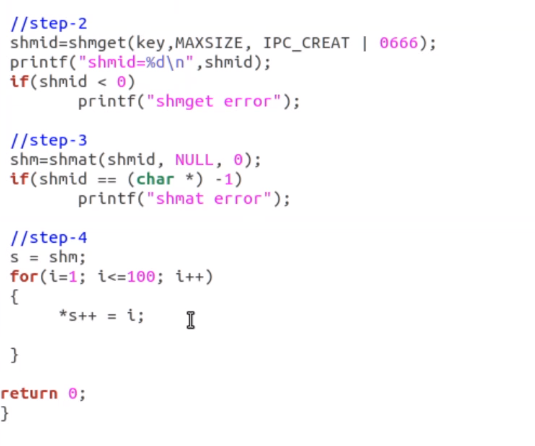 //step-2
shmid=shmget(key,MAXSIZE, IPC_CREAT | 0666);
printf("shmid=%d\n",shmid);
if(shmid < 0)
printf("shmget error");
//step-3
shm=shmat(shmid, NULL, 0);
if(shmid == (char *) -1)
printf("shmat error");
//step-4
s = shm;
for(i=1; i<=100; i++)
{
*s++ = i;
}
return 0;
}